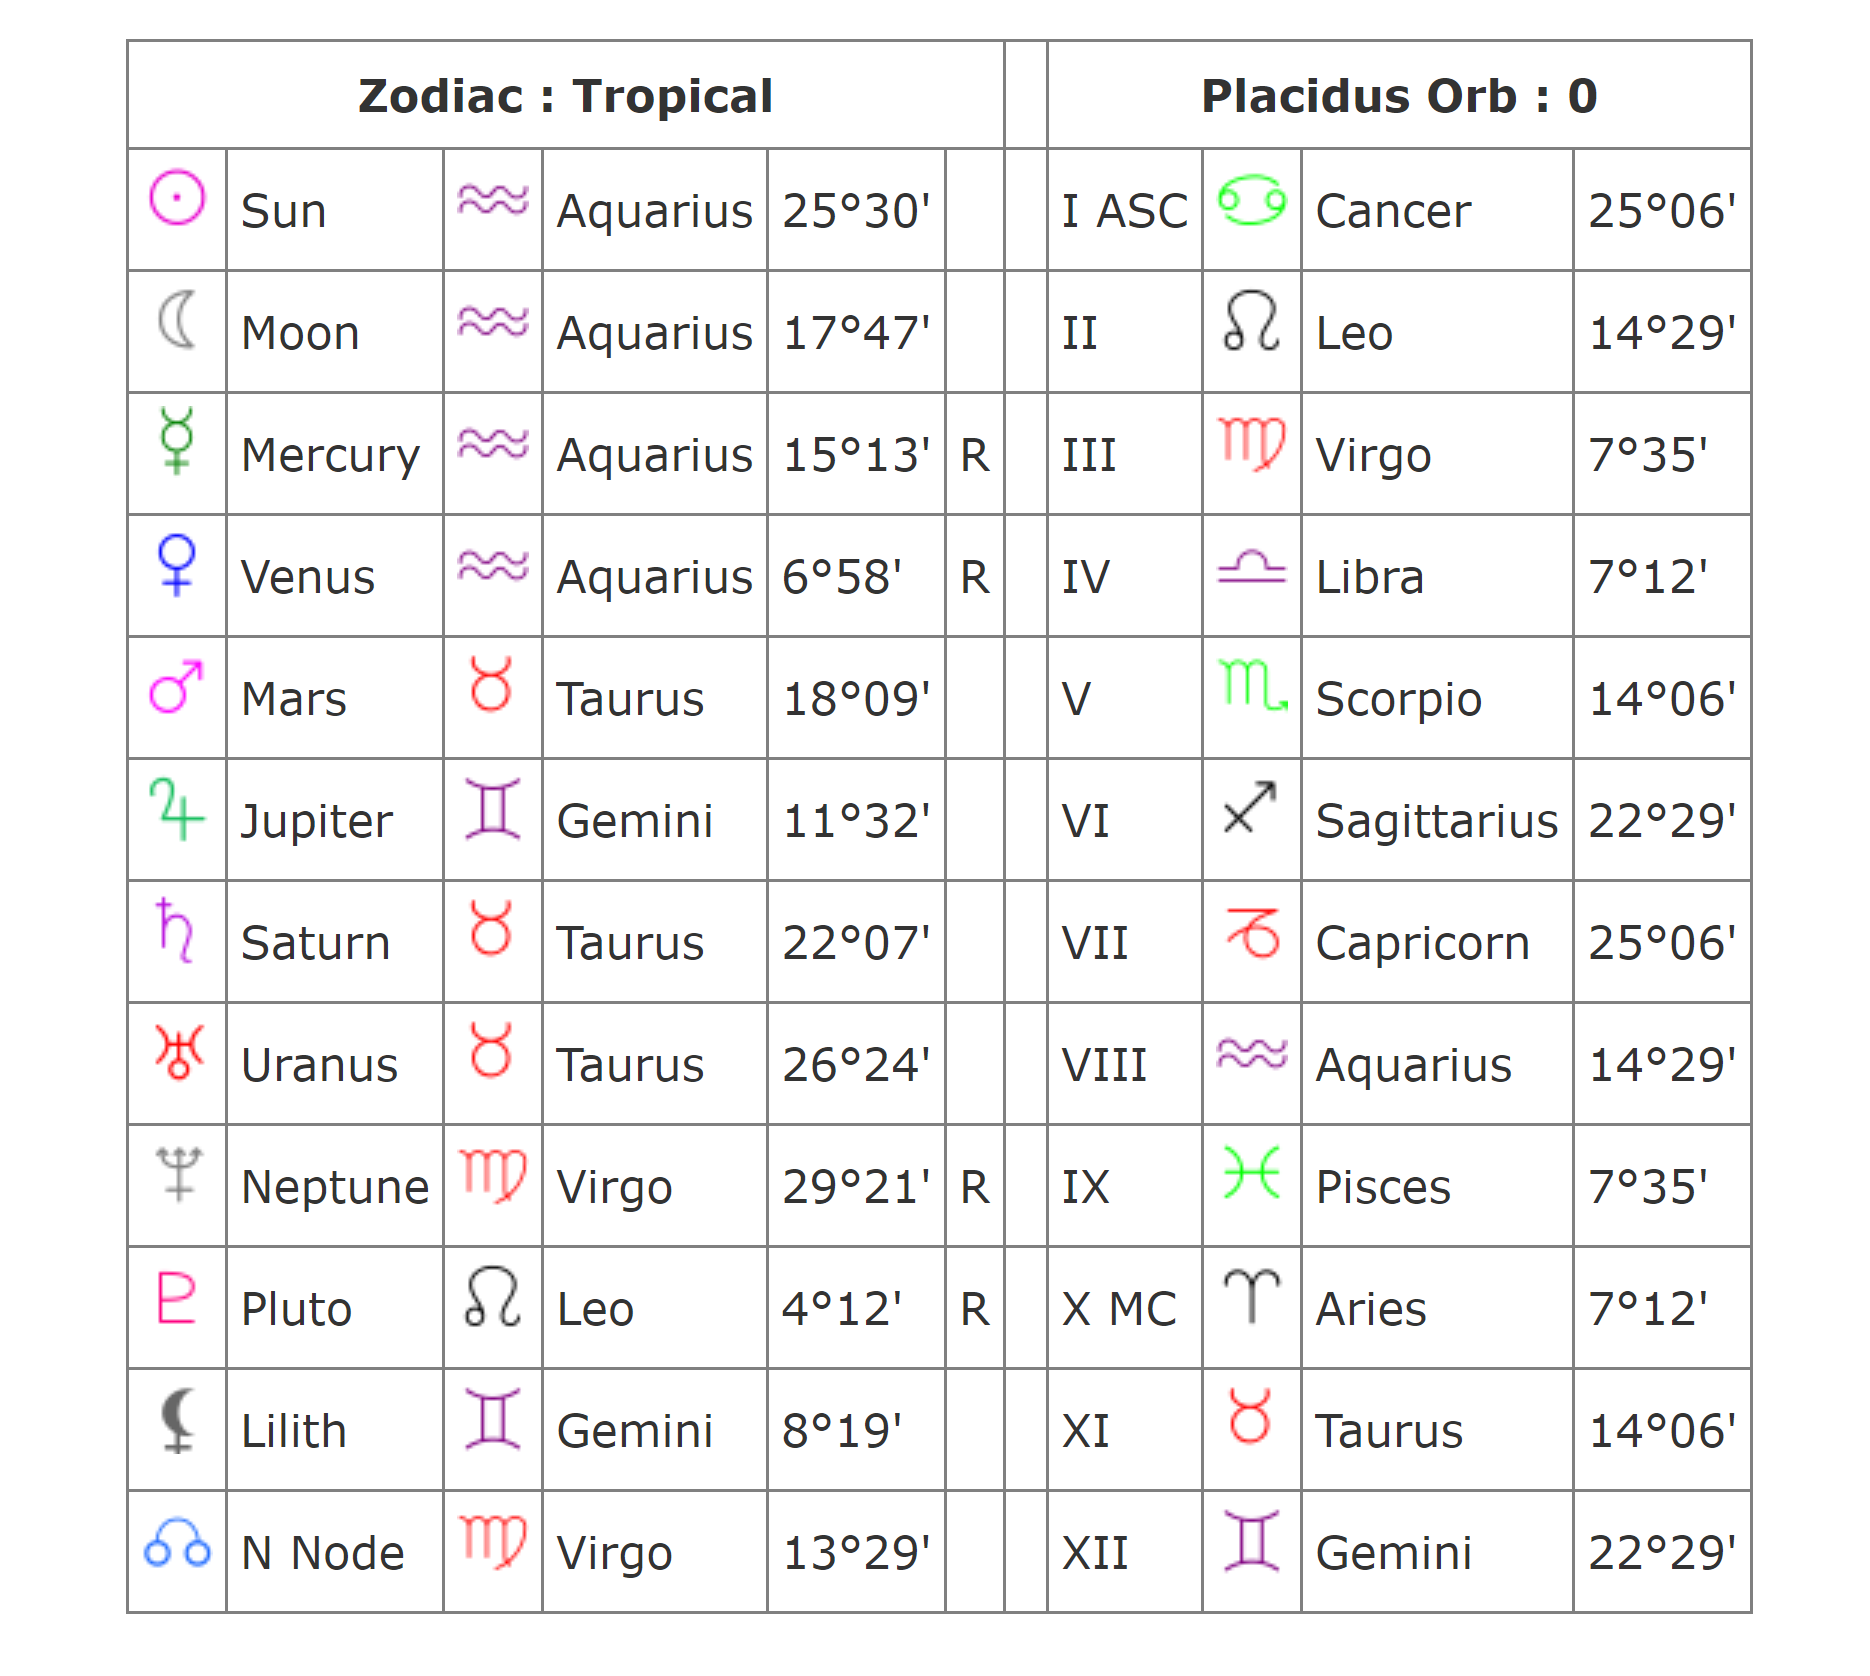 Zodiac : Tropical Placidus Orb : 0
Sun Aquarius 25°30' I ASC Cancer 25°06'
Moon Aquarius 17°47' II Leo 14°29'
Mercury Aquarius 15°13' R III Virgo 7°35'
Venus Aquarius 6°58' R IV Libra 7°12'
Mars Taurus 18°09' V Scorpio 14°06'
Jupiter Gemini 11°32' VI Sagittarius 22°29'
Saturn Taurus 22°07' VII Capricorn 25°06'
Uranus Taurus 26°24' VIII Aquarius 14°29'
Neptune Virgo 29°21' R IX Pisces 7°35'
Pluto Leo 4°12' R X MC Aries 7°12'
Lilith Gemini 8°19' XI Taurus 14°06'
N Node Virgo 13°29' XII Gemini 22°29'